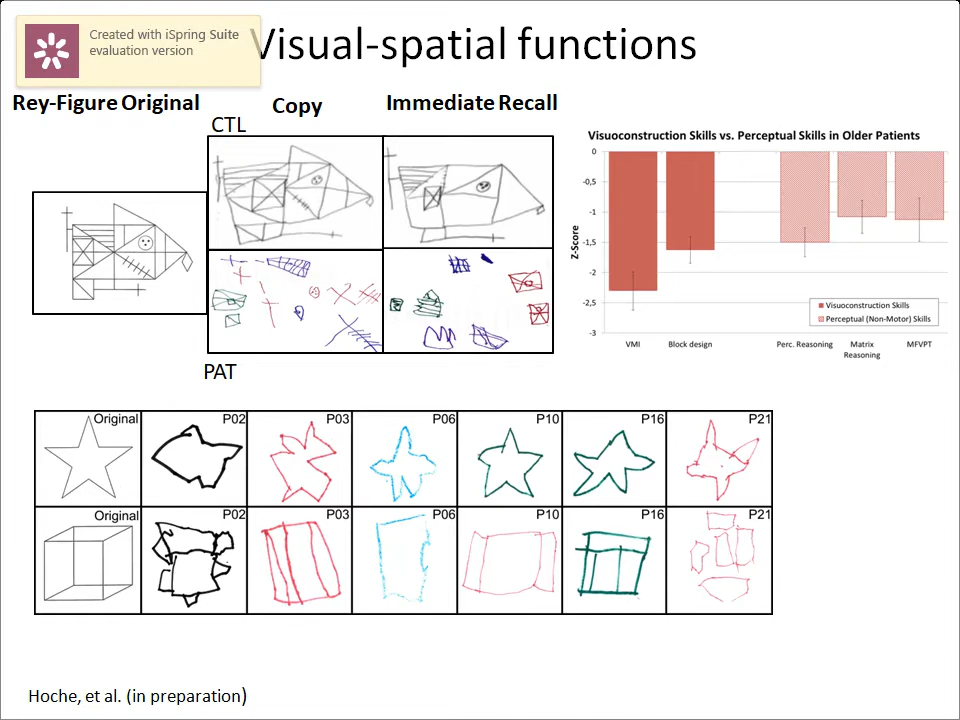 Created with iSpring Suite
evaluation version
Visual-spatial functions
Rey-Figure Original
Copy
Immediate Recall
CTL
PAT
Visuoconstruction Skills vs. Perceptual Skills in Older Patients
Z-Score
0
-0,5
-1
-1,5
-2
-2,5
-3
VMI
Block design
Perc. Reasoning
Matrix
Reasoning
MFVPT
Visuoconstruction Skills
Perceptual (Non-Motor) Skills
Original
P02
P03
P06
P10
P16
P21
Original
P02
P03
P06
P10
P16
P21
Hoche, et al. (in preparation)